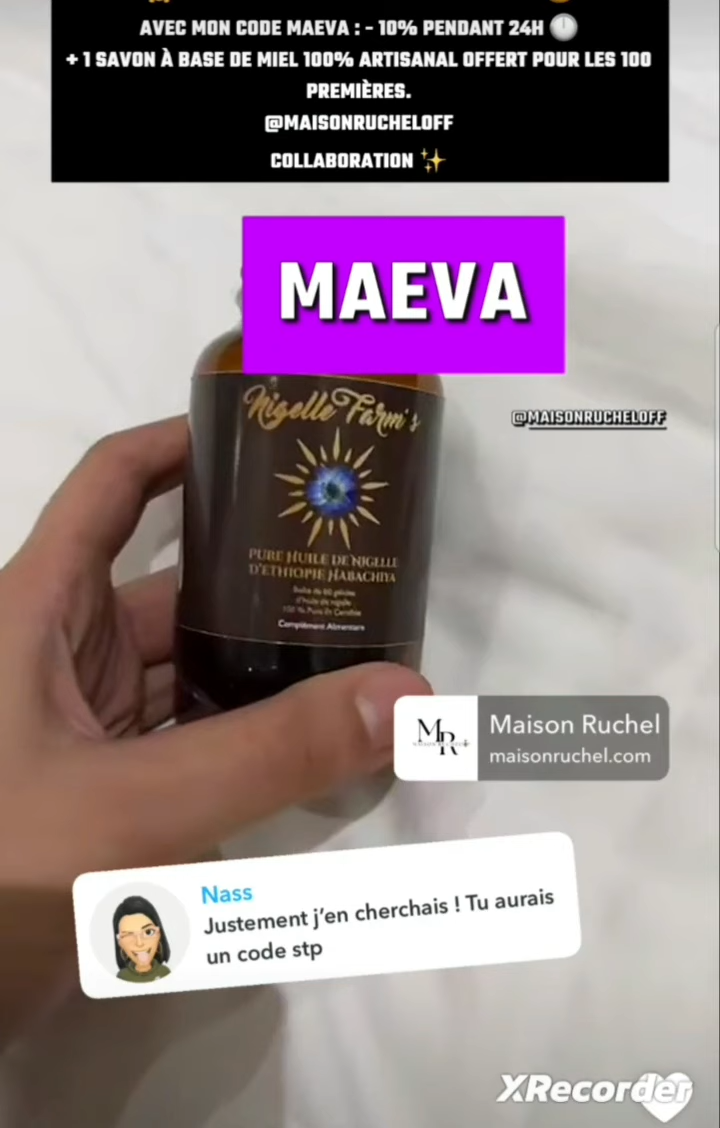 AVEC MON CODE MAEVA : - 10% PENDANT 24H
+ 1 SAVON À BASE DE MIEL 100% ARTISANAL OFFERT POUR LES 100
PREMIÈRES.
@MAISONRUCHELOFF
COLLABORATION
MAEVA
@MAISONRUCHELOFF
Nigelle Farm's
PURE HUILE DE NIGELLE
D'ETHIOPIE HABACHIYA
Complément Alimentaire
MR
Maison Ruchel
maisonruchel.com
Nass
Justement j'en cherchais ! Tu aurais
un code stp
XRecorder